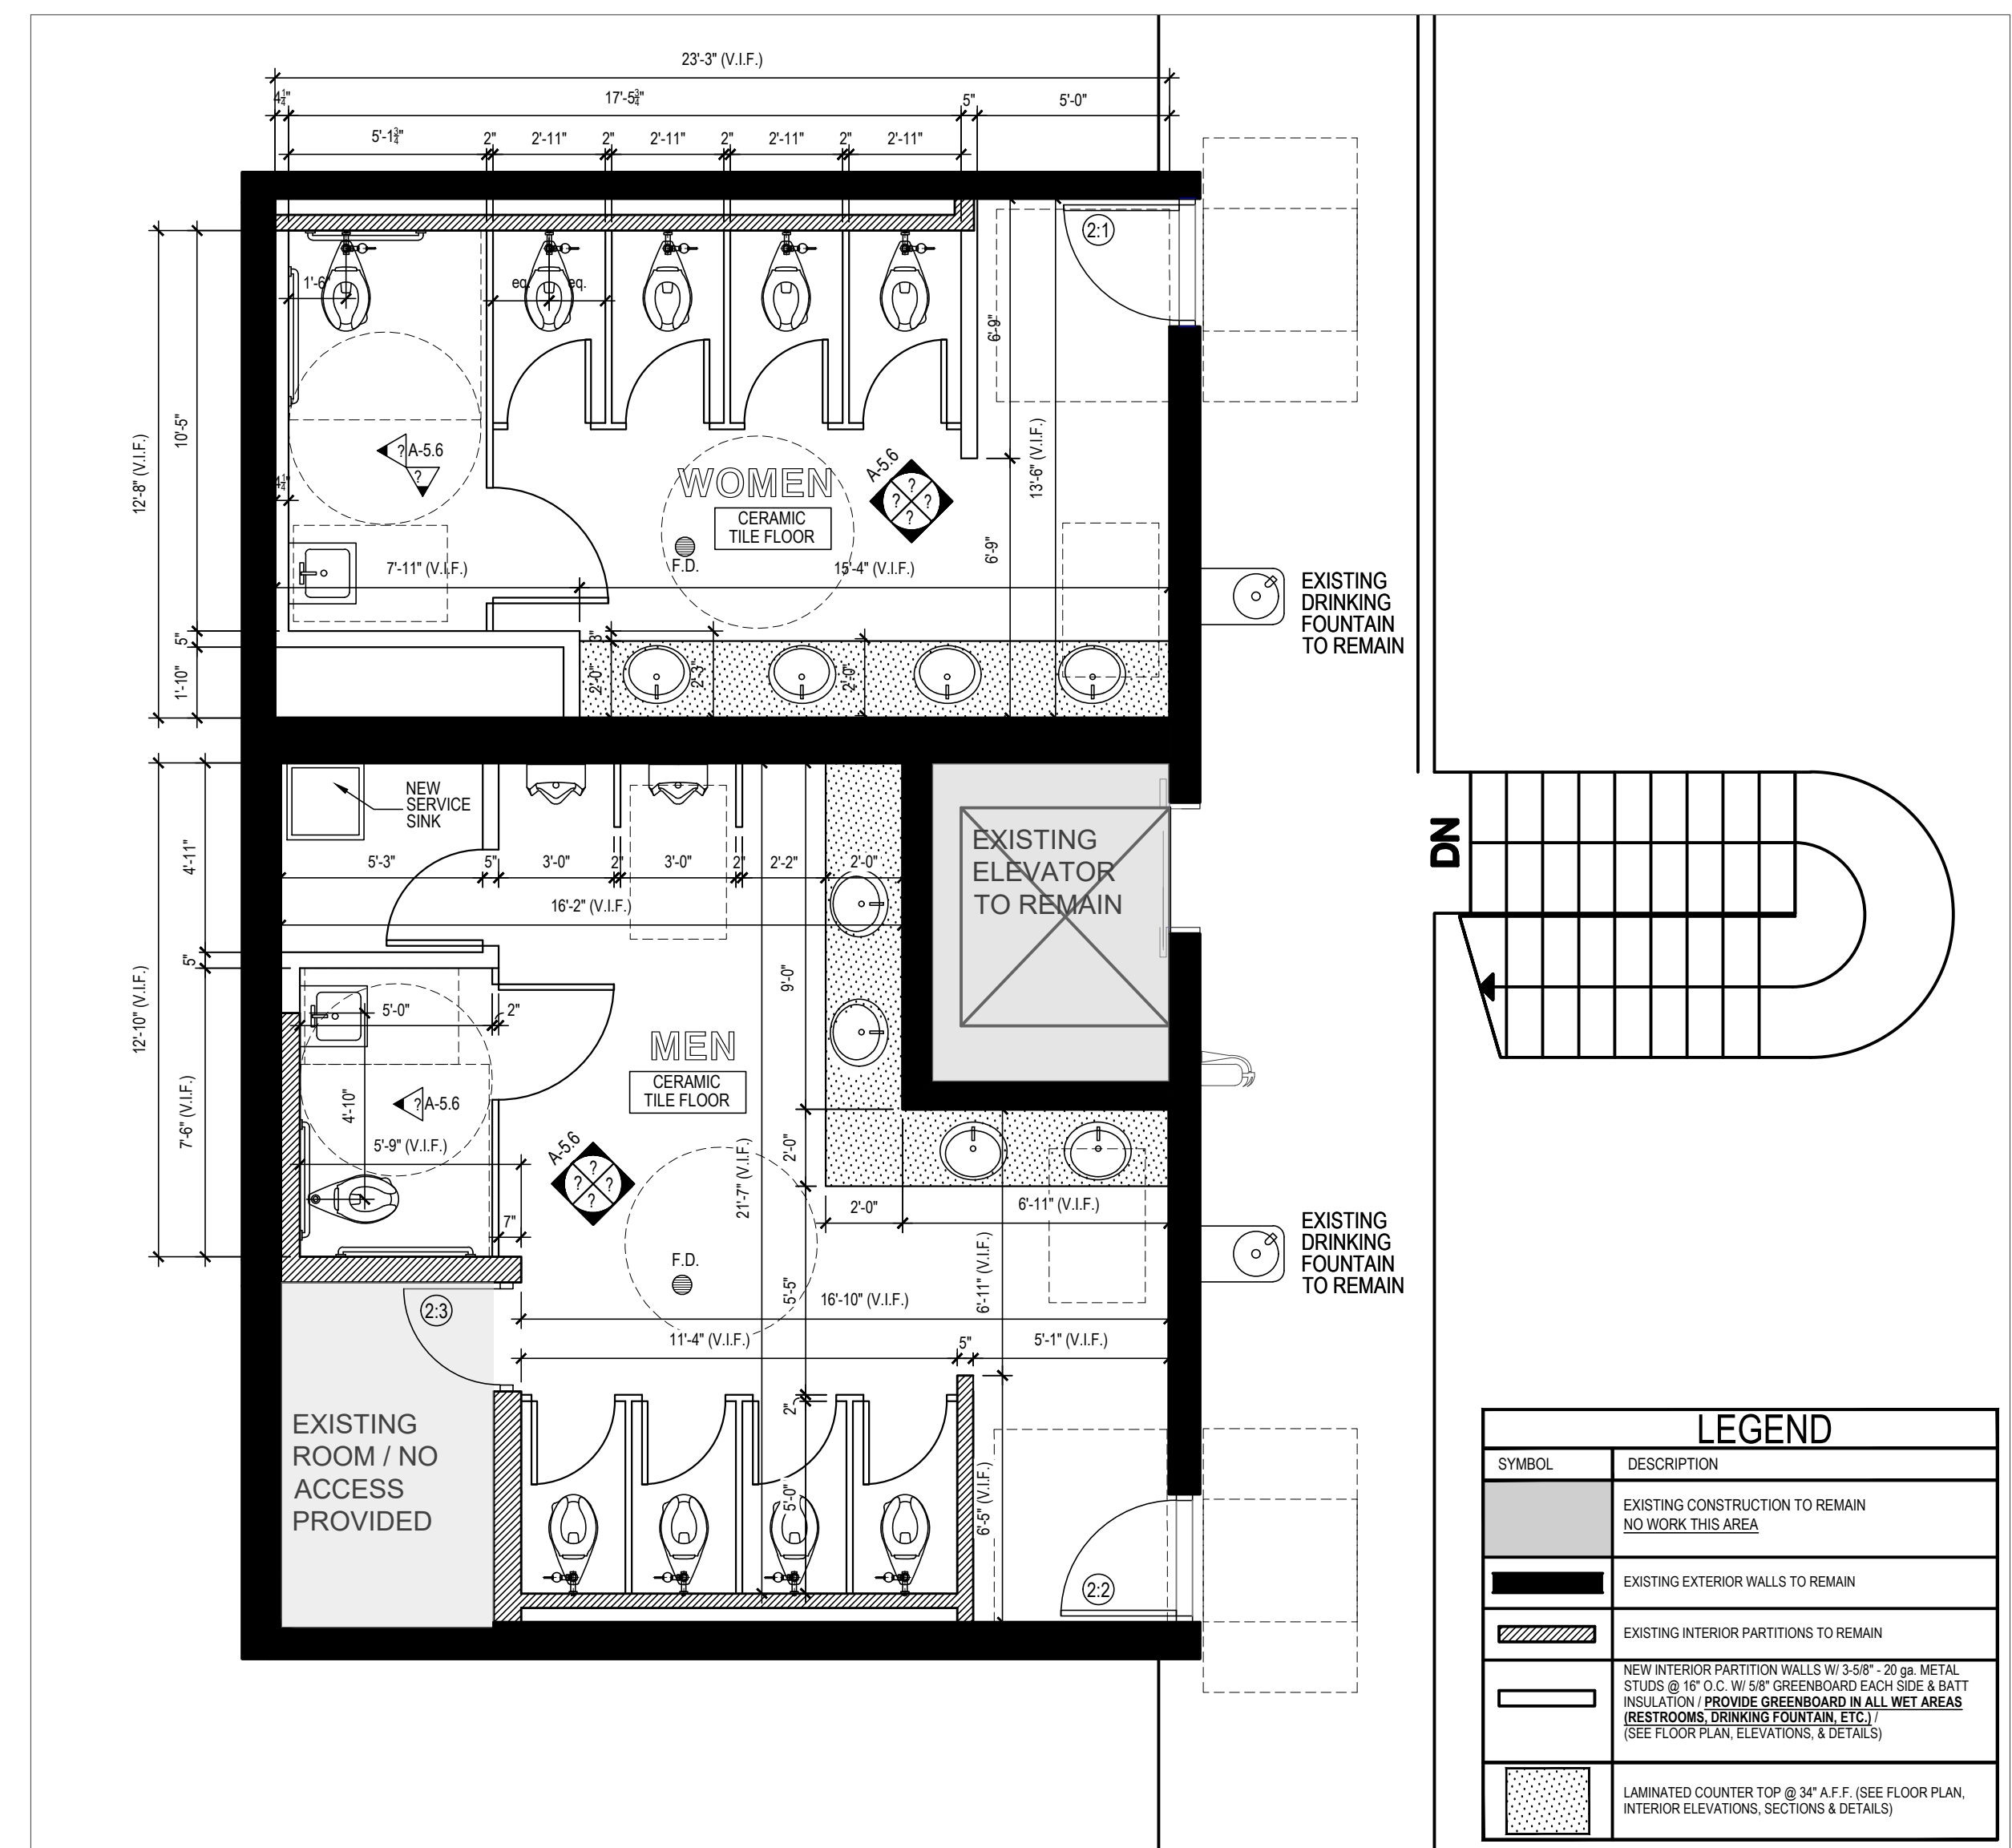 23'-3" (V.I.F.)
4¼"
17'-5¾"
5"
5'-0"
5'-1¾"
2"
2'-11"
2"
2'-11"
2"
2'-11"
2"
2'-11"
2:1
1'-6"
eq.
eq.
6'-9"
12'-8" (V.I.F.)
10'-5"
? A-5.6
?
4¼"
WOMEN
CERAMIC
TILE FLOOR
A-5.6
?
? ?
?
13'-6" (V.I.F.)
F.D.
6'-9"
7'-11" (V.I.F.)
15'-4" (V.I.F.)
EXISTING
DRINKING
FOUNTAIN
TO REMAIN
5"
1'-10"
3"
2'-0"
2'-3"
2'-0"
NEW
SERVICE
SINK
4'-11"
5'-3"
5"
3'-0"
2"
3'-0"
2"
2'-2"
2'-0"
16'-2" (V.I.F.)
EXISTING
ELEVATOR
TO REMAIN
DN
5"
12'-10" (V.I.F.)
9'-0"
5'-0"
2"
MEN
CERAMIC
TILE FLOOR
7'-6" (V.I.F.)
4'-10"
? A-5.6
5'-9" (V.I.F.)
A-5.6
?
? ?
?
21'-7" (V.I.F.)
2'-0"
7"
2'-0"
6'-11" (V.I.F.)
EXISTING
DRINKING
FOUNTAIN
TO REMAIN
F.D.
5'-5"
6'-11" (V.I.F.)
16'-10" (V.I.F.)
2:3
11'-4" (V.I.F.)
5"
5'-1" (V.I.F.)
2"
EXISTING
ROOM / NO
ACCESS
PROVIDED
5'-0"
6'-5" (V.I.F.)
2:2
LEGEND
SYMBOL DESCRIPTION
EXISTING CONSTRUCTION TO REMAIN
NO WORK THIS AREA
EXISTING EXTERIOR WALLS TO REMAIN
EXISTING INTERIOR PARTITIONS TO REMAIN
NEW INTERIOR PARTITION WALLS W/ 3-5/8" - 20 ga. METAL
STUDS @ 16" O.C. W/ 5/8" GREENBOARD EACH SIDE & BATT
INSULATION / PROVIDE GREENBOARD IN ALL WET AREAS
(RESTROOMS, DRINKING FOUNTAIN, ETC.) /
(SEE FLOOR PLAN, ELEVATIONS, & DETAILS)
LAMINATED COUNTER TOP @ 34" A.F.F. (SEE FLOOR PLAN,
INTERIOR ELEVATIONS, SECTIONS & DETAILS)